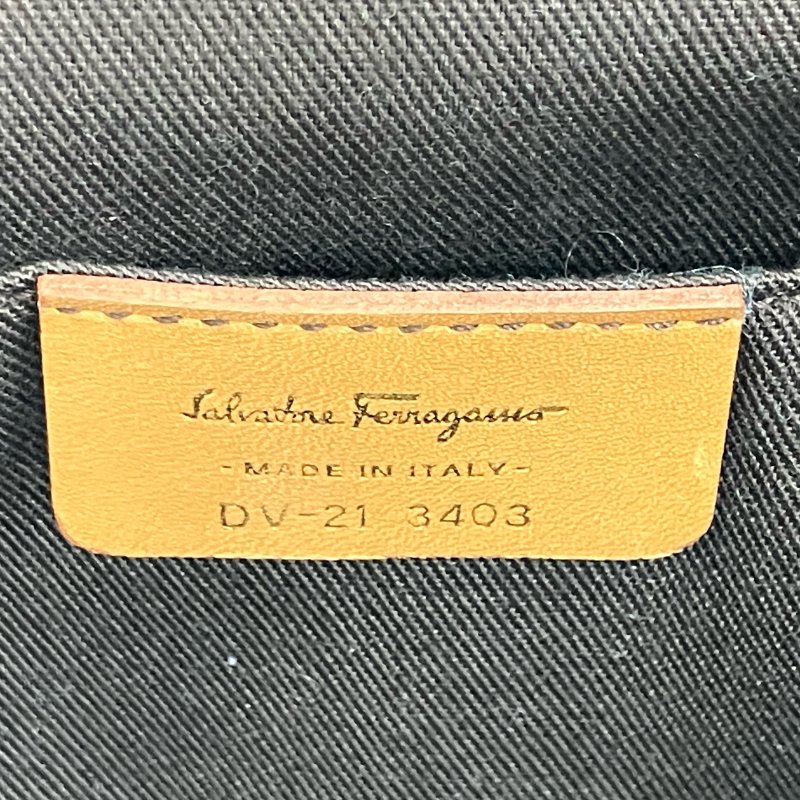 Salvatore Ferragamo
-MADE IN ITALY-
DV-21 3403